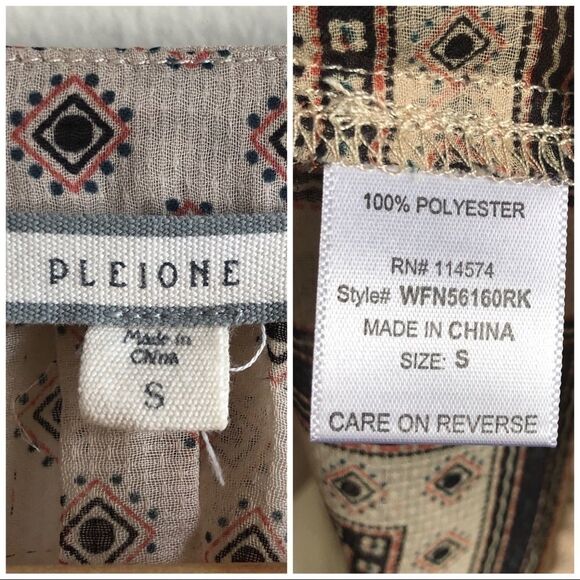 PLEIONE
Made in
China
S
100% POLYESTER
RN# 114574
Style# WFN56160RK
MADE IN CHINA
SIZE: S
CARE ON REVERSE